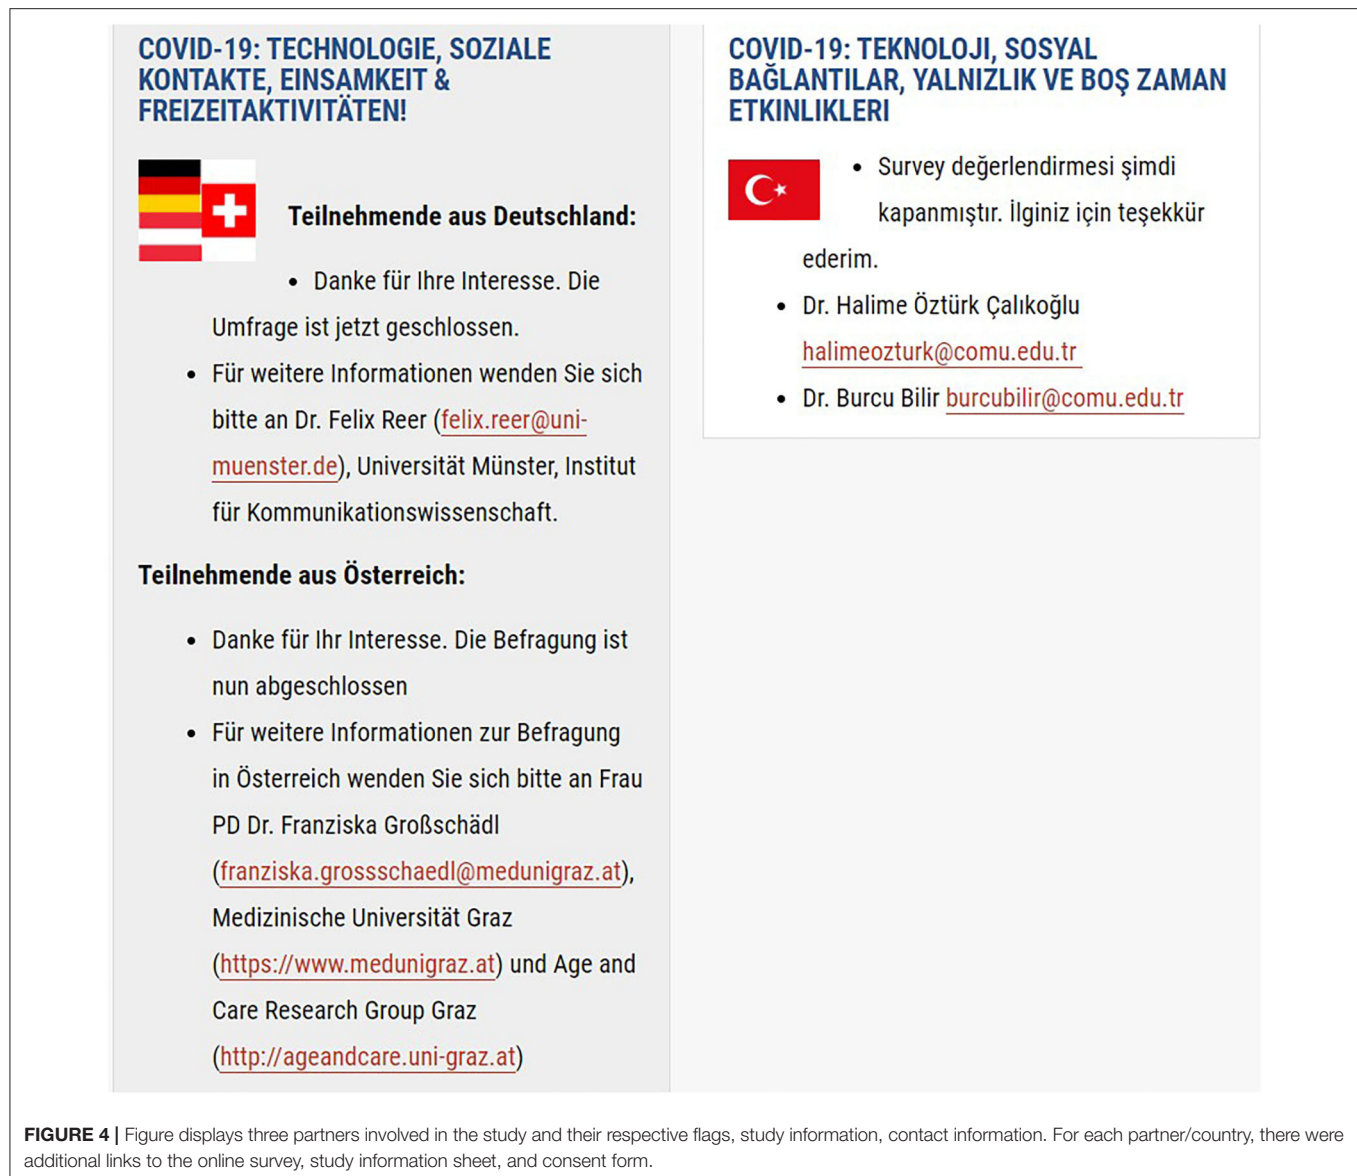 COVID-19: TECHNOLOGIE, SOZIALE
KONTAKTE, EINSAMKEIT &
FREIZEITAKTIVITÄTEN!
Teilnehmende aus Deutschland:
• Danke für Ihre Interesse. Die
Umfrage ist jetzt geschlossen.
• Für weitere Informationen wenden Sie sich
bitte an Dr. Felix Reer (felix.reer@uni-
muenster.de), Universität Münster, Institut
für Kommunikationswissenschaft.
Teilnehmende aus Österreich:
• Danke für Ihr Interesse. Die Befragung ist
nun abgeschlossen
• Für weitere Informationen zur Befragung
in Österreich wenden Sie sich bitte an Frau
PD Dr. Franziska Großschädl
(franziska.grossschaedl@medunigraz.at),
Medizinische Universität Graz
(https://www.medunigraz.at) und Age and
Care Research Group Graz
(http://ageandcare.uni-graz.at)
COVID-19: TEKNOLOJI, SOSYAL
BAĞLANTILAR, YALNIZLIK VE BOŞ ZAMAN
ETKINLIKLERI
• Survey değerlendirmesi şimdi
kapanmıştır. İlginiz için teşekkür
ederim.
• Dr. Halime Öztürk Çalıkoğlu
halimeozturk@comu.edu.tr
• Dr. Burcu Bilir burcubilir@comu.edu.tr
FIGURE 4 | Figure displays three partners involved in the study and their respective flags, study information, contact information. For each partner/country, there were
additional links to the online survey, study information sheet, and consent form.